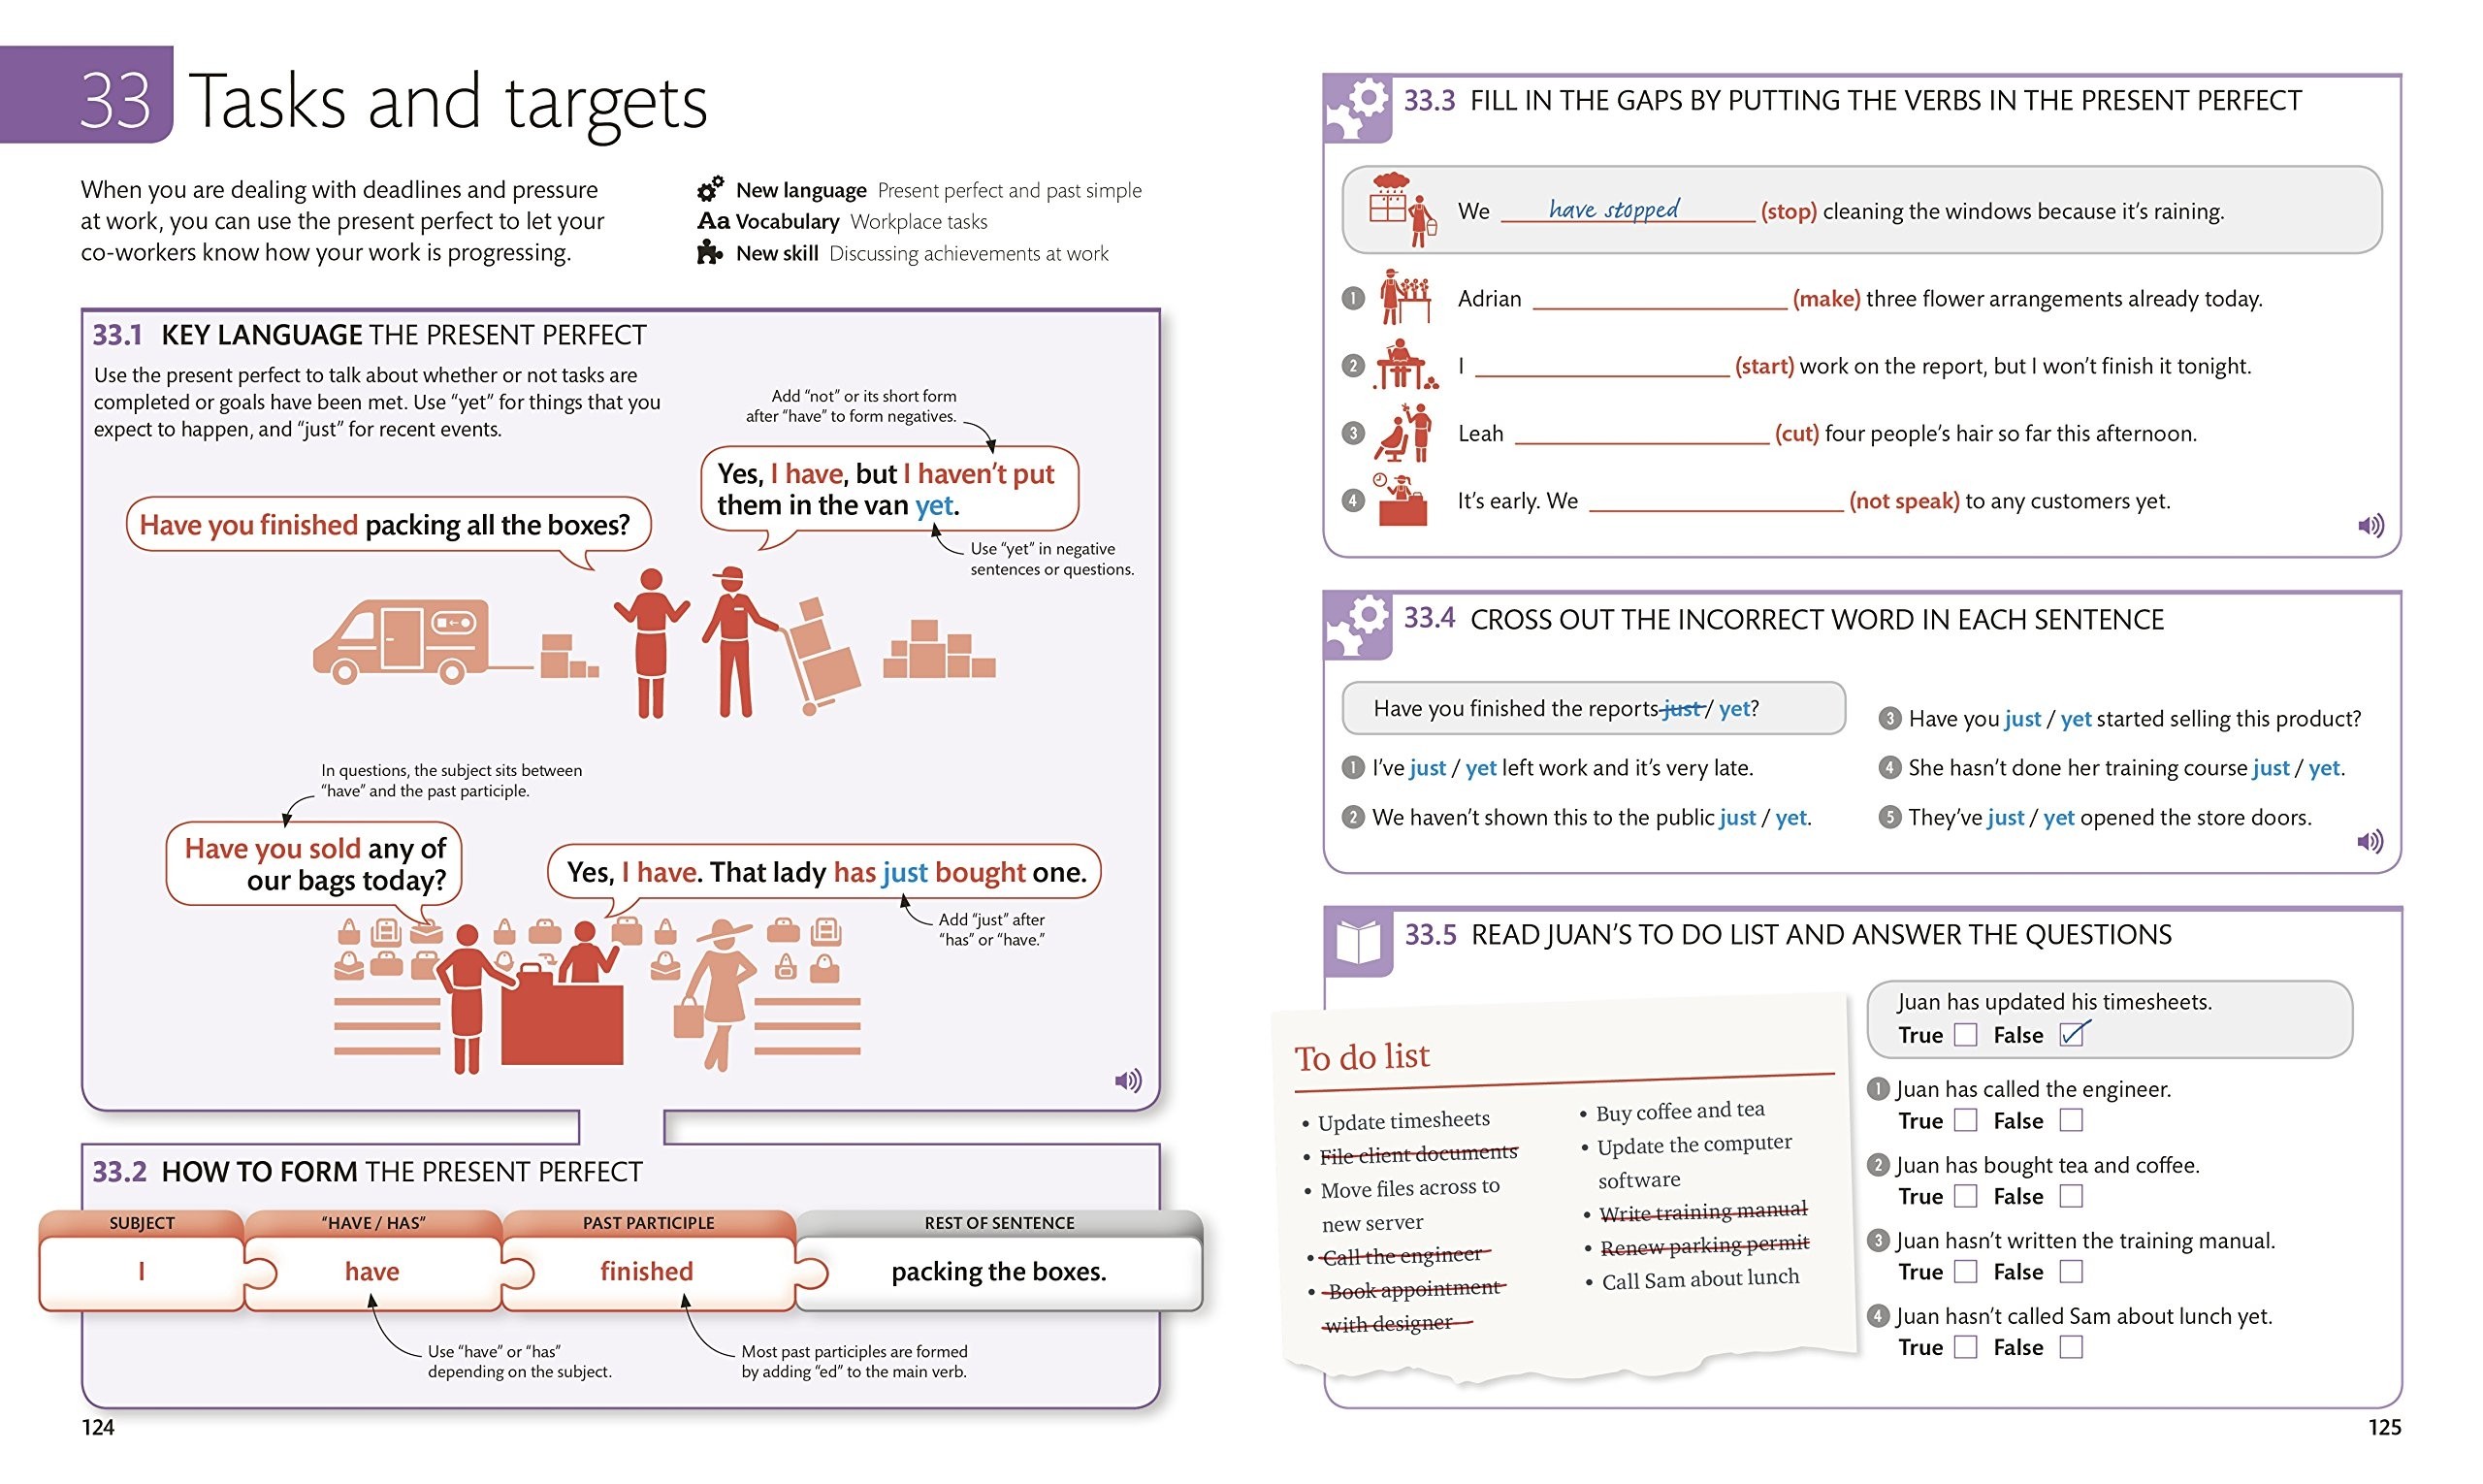 33 Tasks and targets
When you are dealing with deadlines and pressure
at work, you can use the present perfect to let your
co-workers know how your work is progressing.
New language Present perfect and past simple
Aa Vocabulary Workplace tasks
New skill Discussing achievements at work
33.1 KEY LANGUAGE THE PRESENT PERFECT
Use the present perfect to talk about whether or not tasks are
completed or goals have been met. Use “yet” for things that you
expect to happen, and “just” for recent events.
Add “not” or its short form
after “have” to form negatives.
Have you finished packing all the boxes?
Yes, I have, but I haven’t put
them in the van yet.
Use “yet” in negative
sentences or questions.
In questions, the subject sits between
“have” and the past participle.
Have you sold any of
our bags today?
Yes, I have. That lady has just bought one.
Add “just” after
“has” or “have.”
33.2 HOW TO FORM THE PRESENT PERFECT
SUBJECT
“HAVE / HAS”
PAST PARTICIPLE
REST OF SENTENCE
I
have
finished
packing the boxes.
Use “have” or “has”
depending on the subject.
Most past participles are formed
by adding “ed” to the main verb.
124
33.3 FILL IN THE GAPS BY PUTTING THE VERBS IN THE PRESENT PERFECT
We have stopped (stop) cleaning the windows because it’s raining.
1 Adrian ____ (make) three flower arrangements already today.
2 I ____ (start) work on the report, but I won’t finish it tonight.
3 Leah ____ (cut) four people’s hair so far this afternoon.
4 It’s early. We ____ (not speak) to any customers yet.
33.4 CROSS OUT THE INCORRECT WORD IN EACH SENTENCE
Have you finished the reports just / yet?
1 I’ve just / yet left work and it’s very late.
2 We haven’t shown this to the public just / yet.
3 Have you just / yet started selling this product?
4 She hasn’t done her training course just / yet.
5 They’ve just / yet opened the store doors.
33.5 READ JUAN’S TO DO LIST AND ANSWER THE QUESTIONS
To do list
• Update timesheets
• File client documents
• Move files across to
new server
• Call the engineer
• Book appointment
with designer
• Buy coffee and tea
• Update the computer
software
• Write training manual
• Renew parking permit
• Call Sam about lunch
Juan has updated his timesheets.
True False
1 Juan has called the engineer.
True False
2 Juan has bought tea and coffee.
True False
3 Juan hasn’t written the training manual.
True False
4 Juan hasn’t called Sam about lunch yet.
True False
125